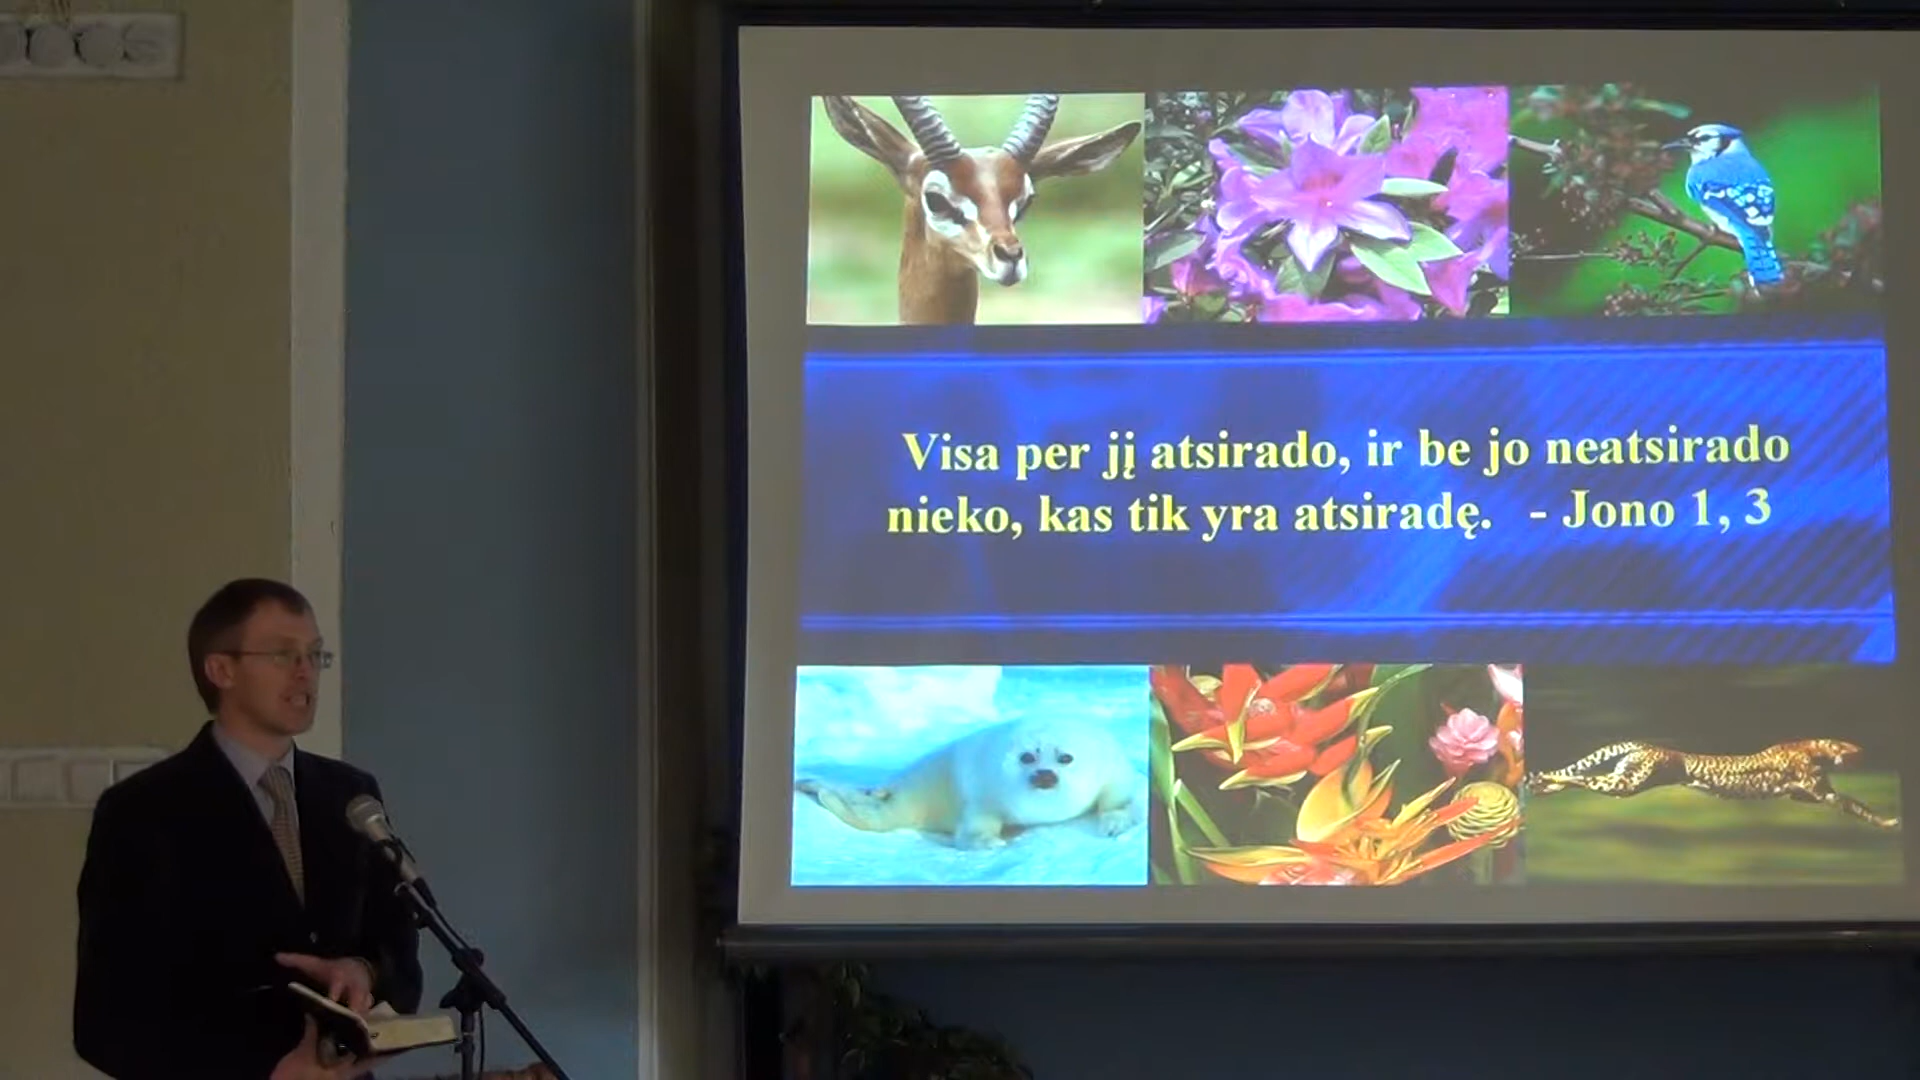 Visa per jį atsirado, ir be jo neatsirado
nieko, kas tik yra atsiradę. - Jono 1, 3